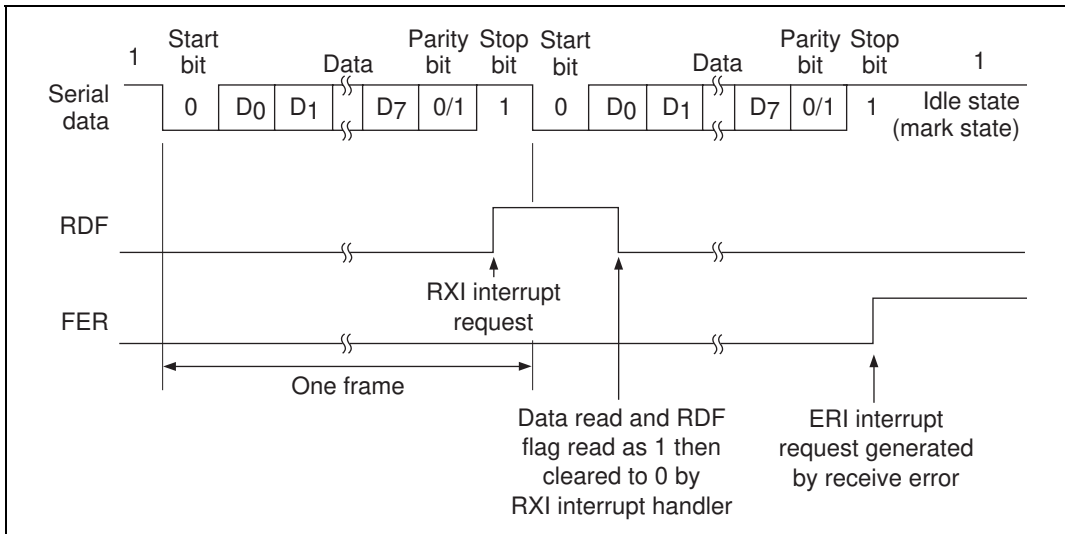 1
Start bit
Data
Parity bit
Stop bit
Start bit
Data
Parity bit
Stop bit
1
Serial data
0
D0
D1
D7
0/1
1
0
D0
D1
D7
0/1
1
Idle state
(mark state)
RDF
RXI interrupt
request
FER
One frame
Data read and RDF
flag read as 1 then
cleared to 0 by
RXI interrupt handler
ERI interrupt
request generated
by receive error